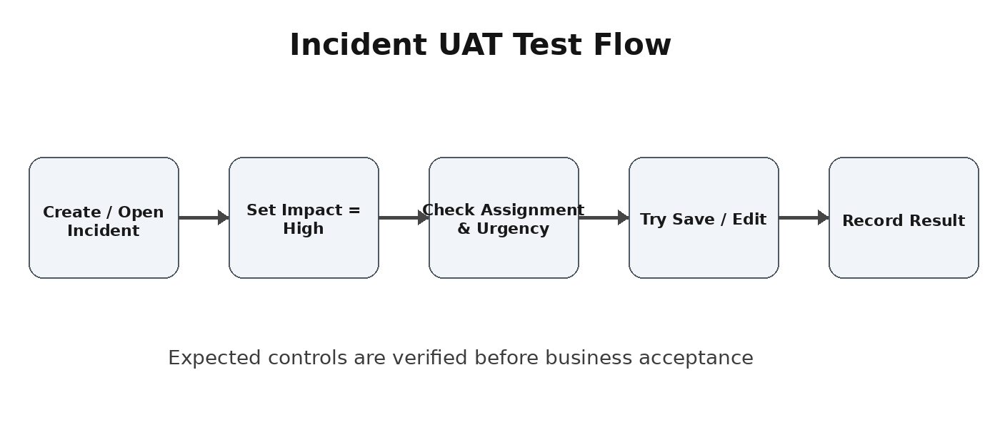 Incident UAT Test Flow
Create / Open
Incident
Set Impact =
High
Check Assignment
& Urgency
Try Save / Edit
Record Result
Expected controls are verified before business acceptance